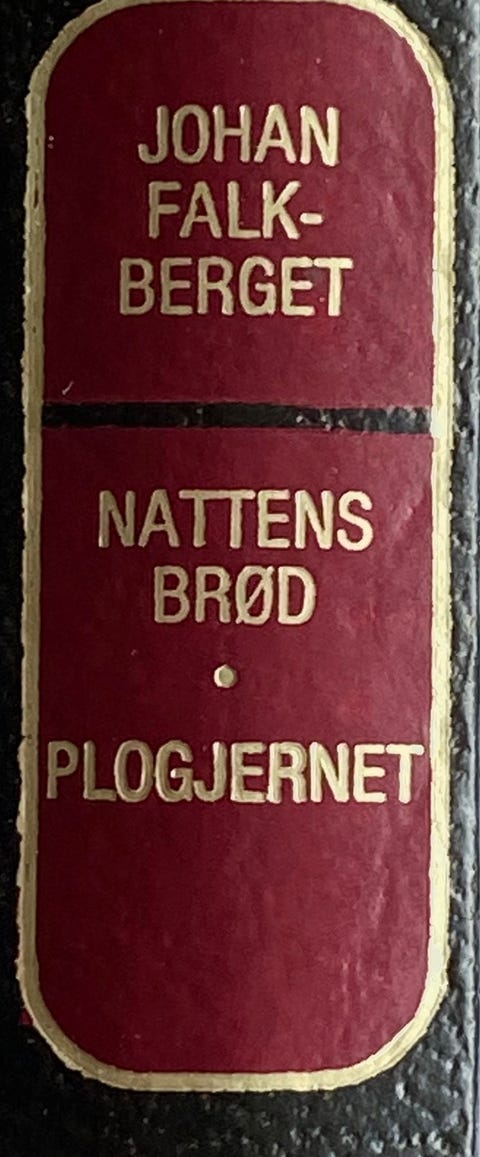 JOHAN
FALK-
BERGET
NATTENS
BRØD
•
PLOGJERNET